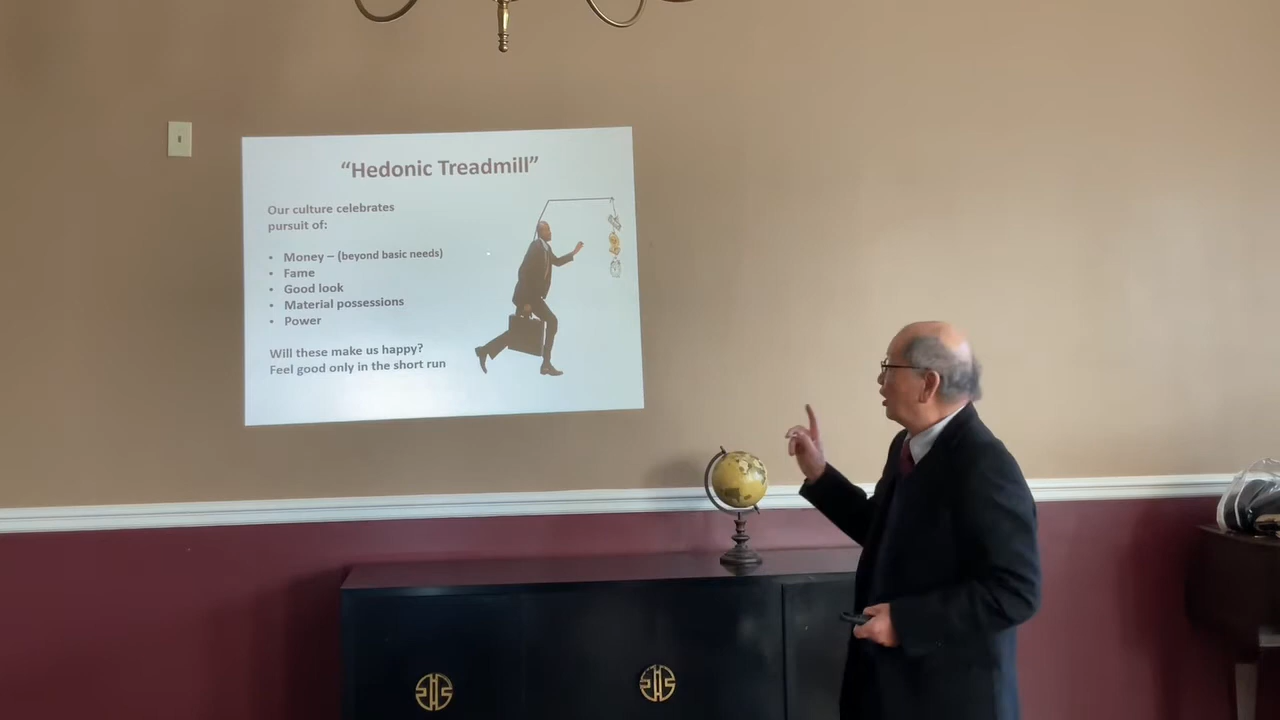 “Hedonic Treadmill”
Our culture celebrates
pursuit of:
• Money – (beyond basic needs)
• Fame
• Good look
• Material possessions
• Power
Will these make us happy?
Feel good only in the short run